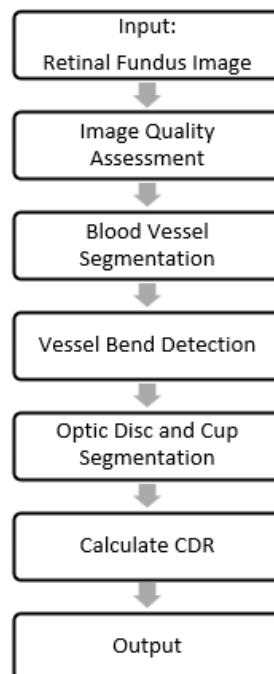 Input:
Retinal Fundus Image
Image Quality
Assessment
Blood Vessel
Segmentation
Vessel Bend Detection
Optic Disc and Cup
Segmentation
Calculate CDR
Output